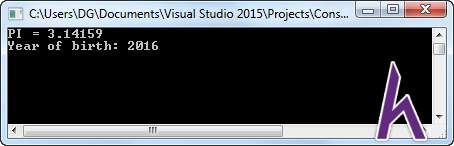 C:\Users\DG\Documents\Visual Studio 2015\Projects\Cons...
PI = 3.14159
Year of birth: 2016